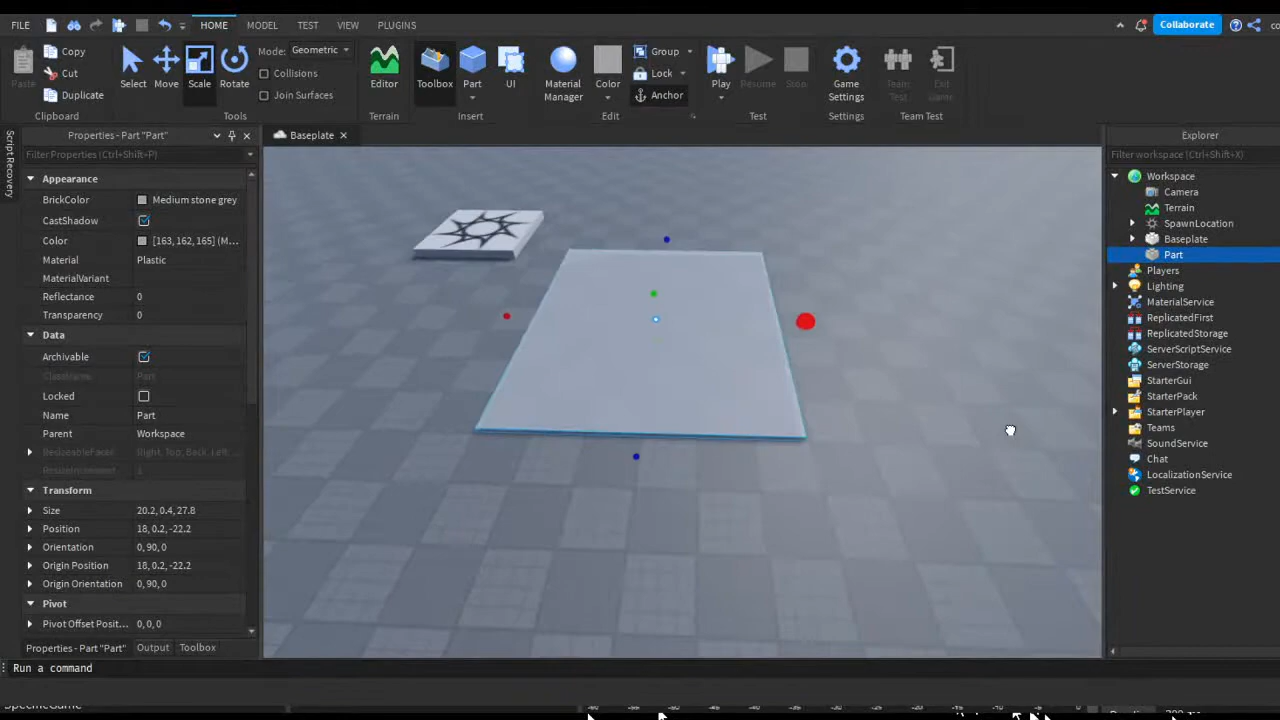 FILE HOME MODEL TEST VIEW PLUGINS Collaborate
Paste Copy Cut Duplicate Clipboard
Select Move Scale Rotate Mode: Geometric Collisions Join Surfaces Tools
Editor Terrain
Toolbox Part UI Insert
Material Manager Color Group Lock Anchor Edit
Play Resume Stop Test
Game Settings Settings
Team Test Exit Game Team Test
Script Recovery
Properties - Part "Part"
Filter Properties (Ctrl+Shift+P)
Appearance
BrickColor Medium stone grey
CastShadow
Color [163, 162, 165] (M...
Material Plastic
MaterialVariant
Reflectance 0
Transparency 0
Data
Archivable
ClassName Part
Locked
Name Part
Parent Workspace
ResizeableFaces Right, Top, Back, Left, ...
ResizeIncrement 1
Transform
Size 20.2, 0.4, 27.8
Position 18, 0.2, -22.2
Orientation 0, 90, 0
Origin Position 18, 0.2, -22.2
Origin Orientation 0, 90, 0
Pivot
Pivot Offset Posit... 0, 0, 0
Properties - Part "Part" Output Toolbox
Run a command
Baseplate
Explorer
Filter workspace (Ctrl+Shift+X)
Workspace
Camera
Terrain
SpawnLocation
Baseplate
Part
Players
Lighting
MaterialService
ReplicatedFirst
ReplicatedStorage
ServerScriptService
ServerStorage
StarterGui
StarterPack
StarterPlayer
Teams
SoundService
Chat
LocalizationService
TestService